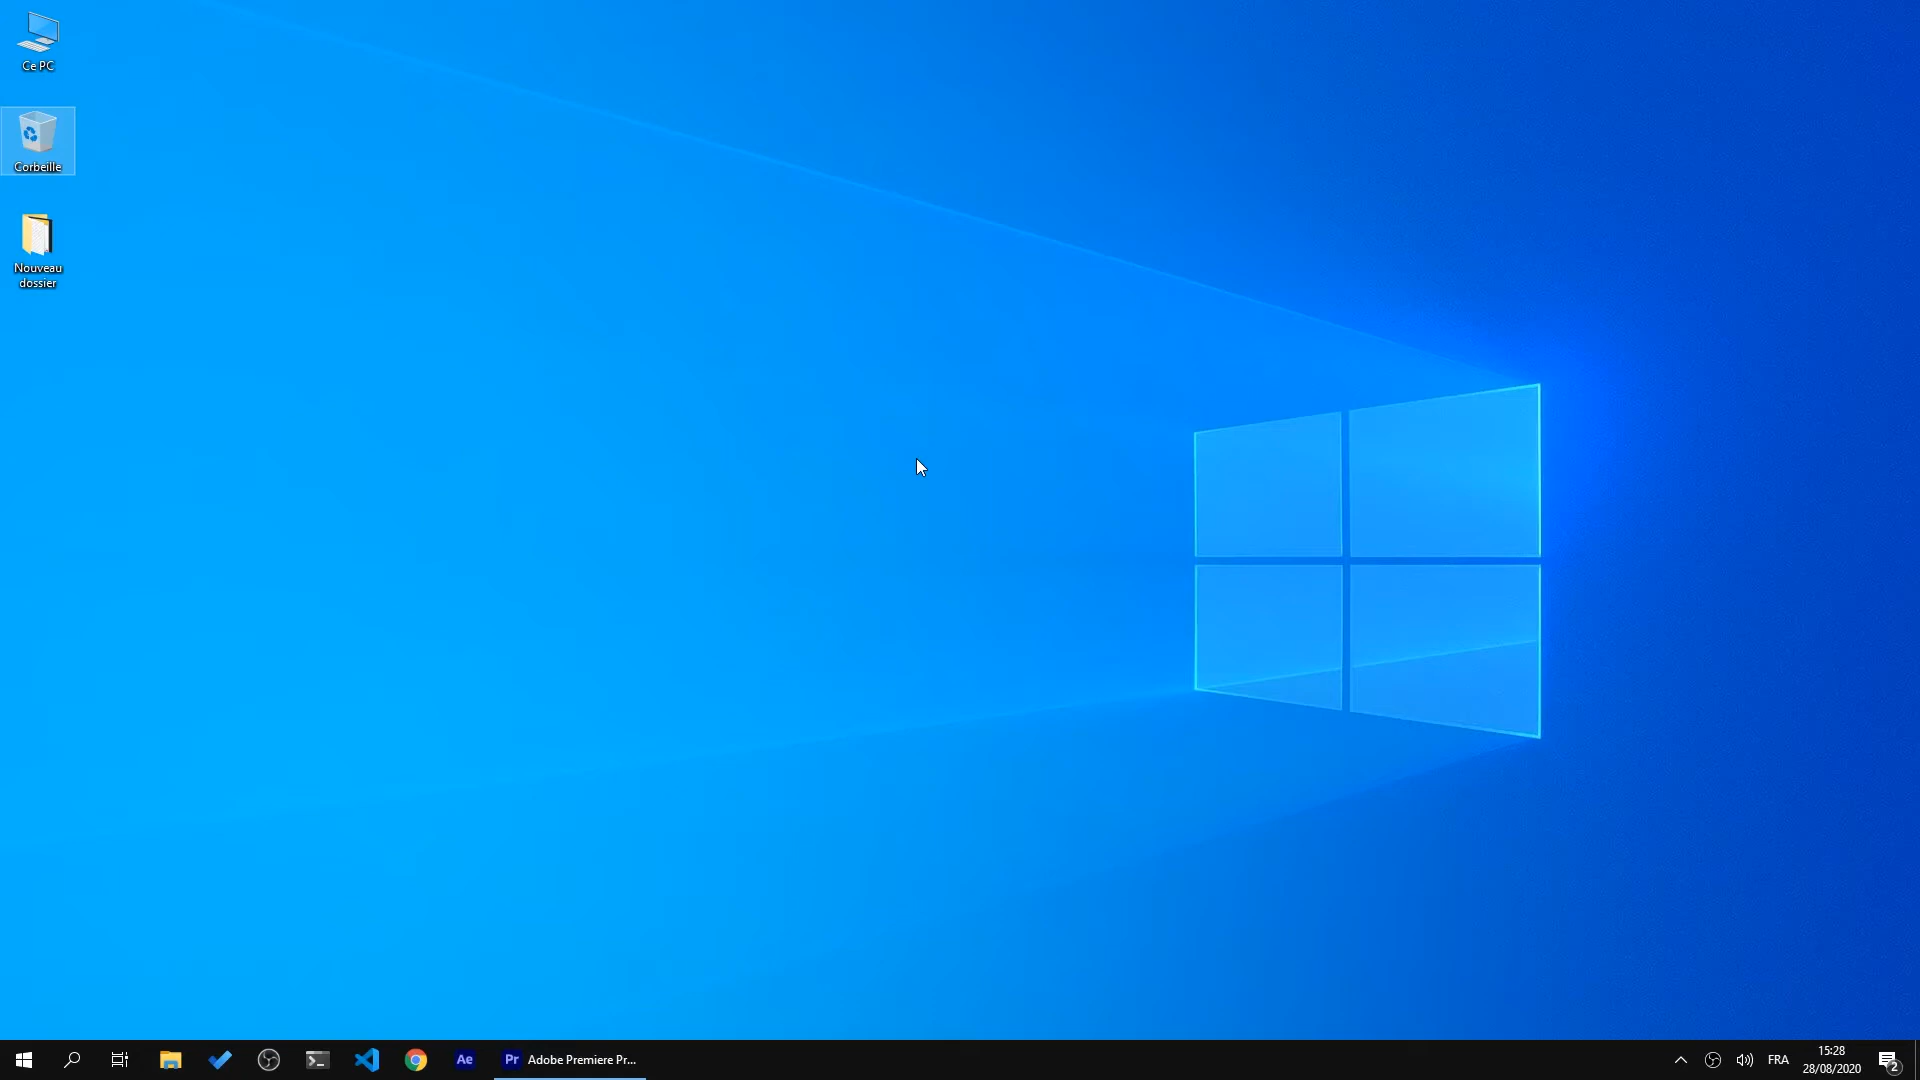 Ce PC
Corbeille
Nouveau
dossier
Ae
Pr Adobe Premiere Pr...
FRA
15:28
28/08/2020
2